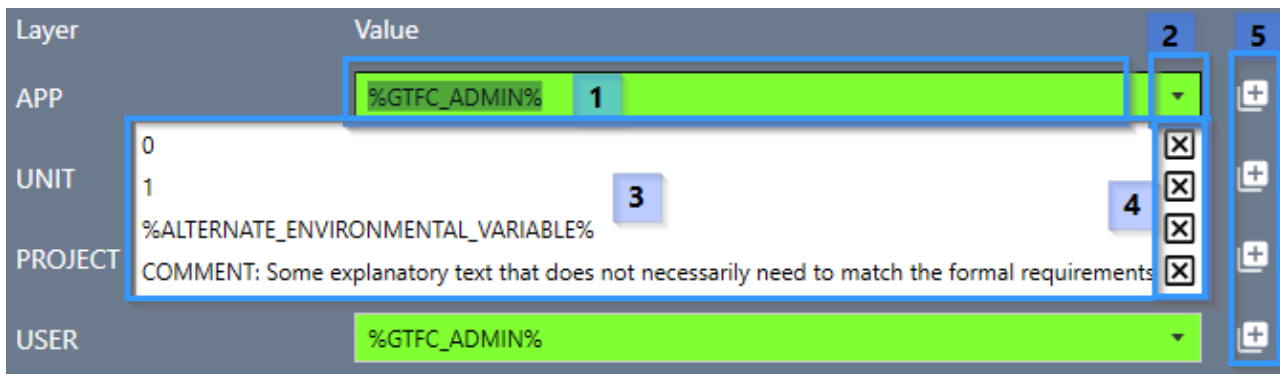 Layer Value 2 5
APP %GTFC_ADMIN% 1
0
UNIT 1 3
4
%ALTERNATE_ENVIRONMENTAL_VARIABLE%
PROJECT COMMENT: Some explanatory text that does not necessarily need to match the formal requirements
USER %GTFC_ADMIN%